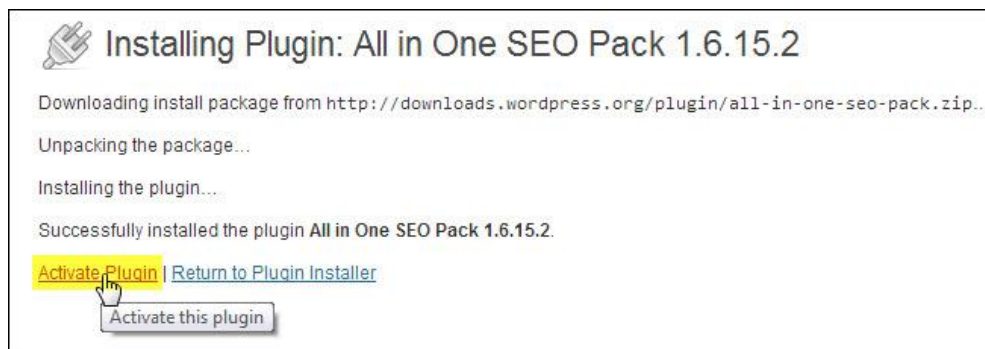 Installing Plugin: All in One SEO Pack 1.6.15.2
Downloading install package from http://downloads.wordpress.org/plugin/all-in-one-seo-pack.zip..
Unpacking the package...
Installing the plugin...
Successfully installed the plugin All in One SEO Pack 1.6.15.2.
Activate Plugin | Return to Plugin Installer
Activate this plugin